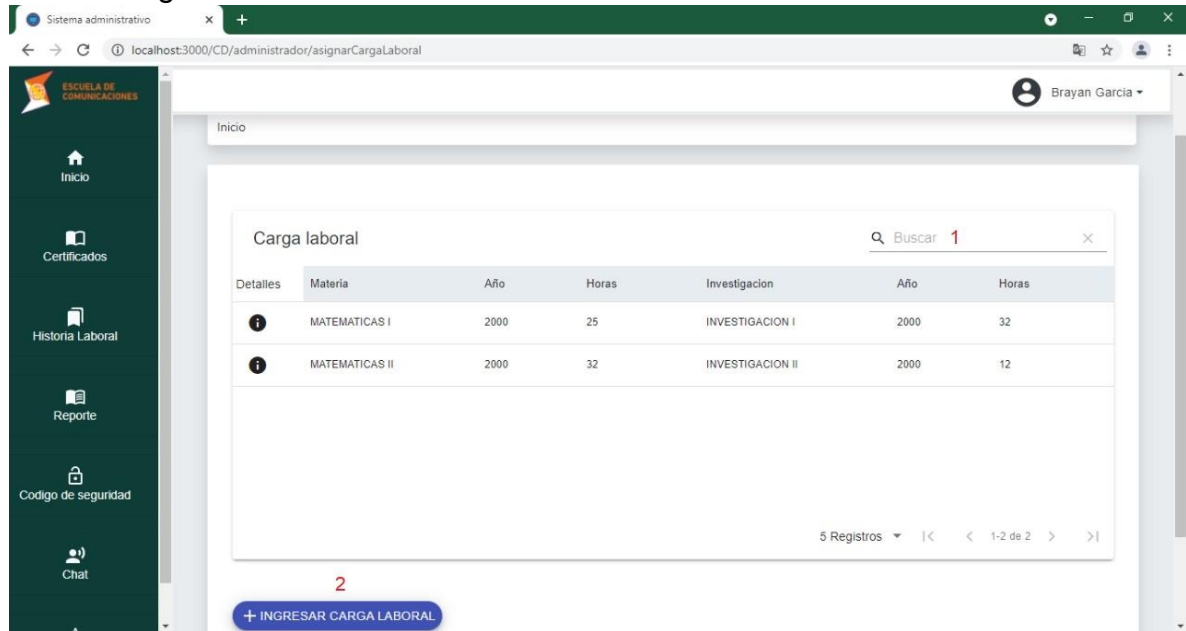 Sistema administrativo
localhost:3000/CD/administrador/asignarCargaLaboral
ESCUELA DE
COMUNICACIONES
Brayan Garcia
Inicio
Inicio
Certificados
Historia Laboral
Reporte
Codigo de seguridad
Chat
Carga laboral
Buscar 1
Detalles Materia Año Horas Investigacion Año Horas
MATEMATICAS I 2000 25 INVESTIGACION I 2000 32
MATEMATICAS II 2000 32 INVESTIGACION II 2000 12
5 Registros 1-2 de 2
2
+ INGRESAR CARGA LABORAL